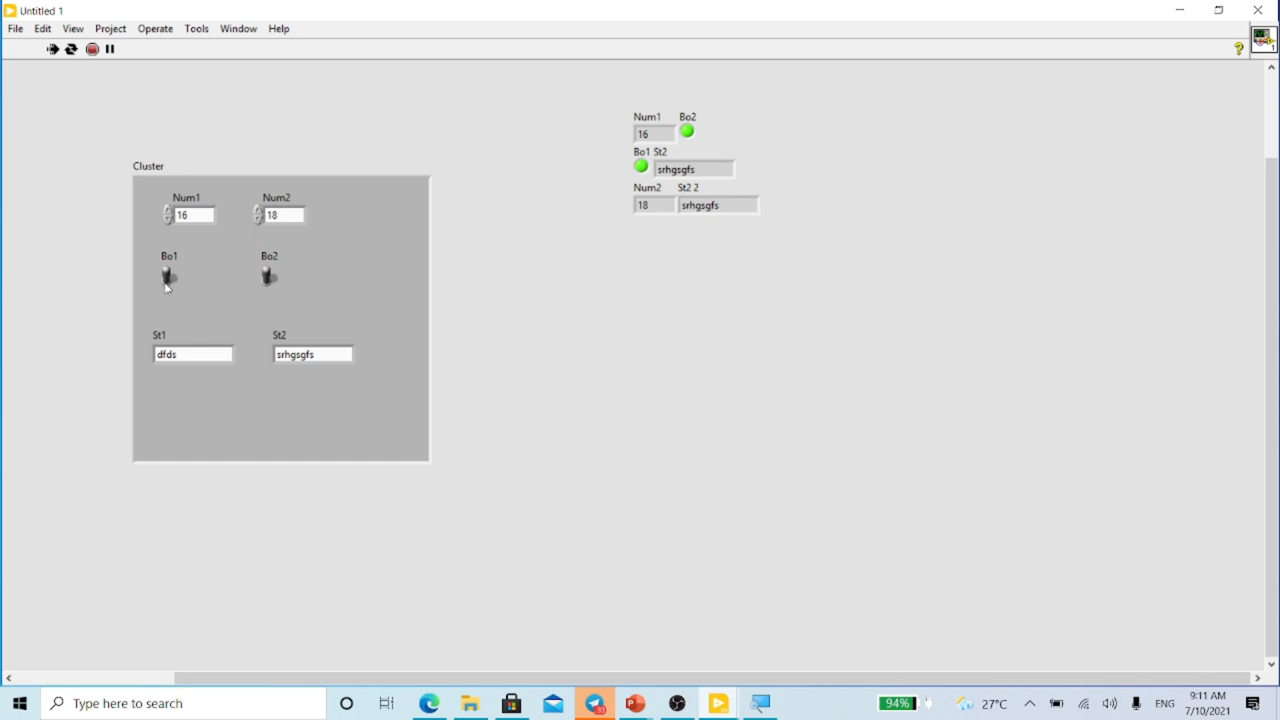 Untitled 1
File Edit View Project Operate Tools Window Help
?
1
Cluster
Num1 Num2
16 18
Bo1 Bo2
St1 St2
dfds srhgsgfs
Num1 Bo2
16
Bo1 St2
srhgsgfs
Num2 St2 2
18 srhgsgfs
Type here to search
94%
27°C
ENG
9:11 AM
7/10/2021